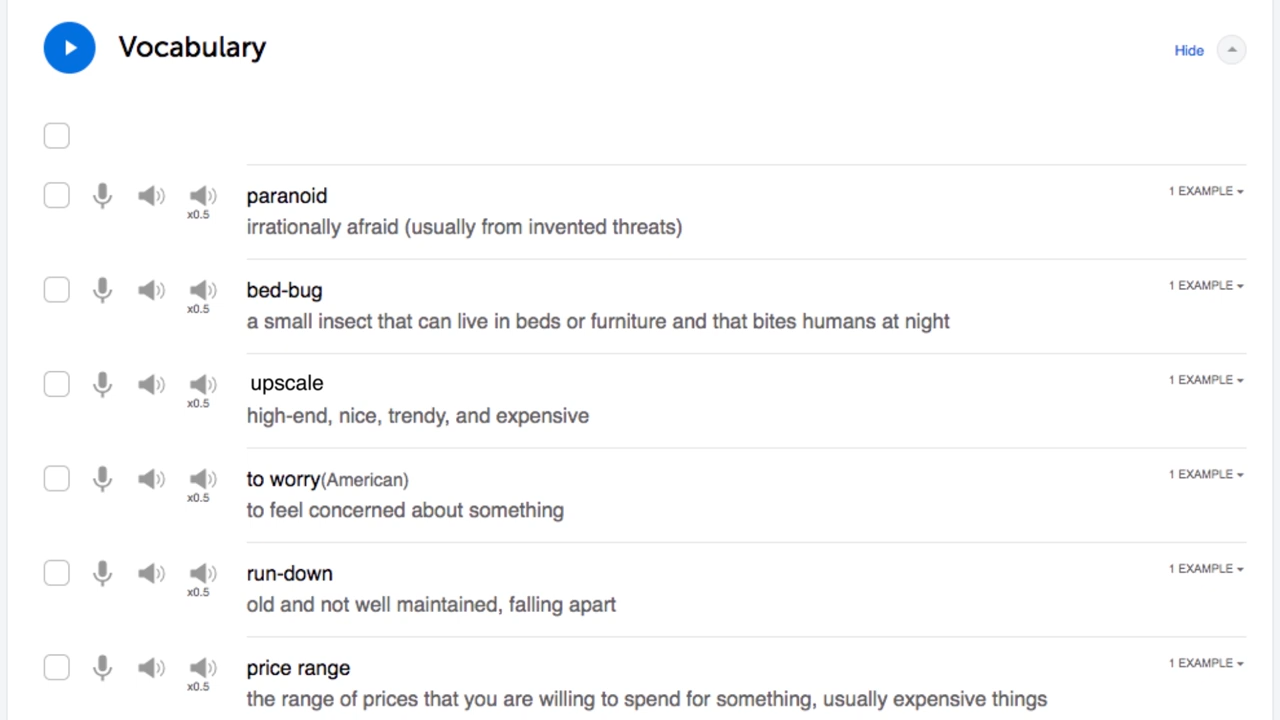 Vocabulary
Hide
paranoid
1 EXAMPLE
x0.5
irrationally afraid (usually from invented threats)
bed-bug
1 EXAMPLE
x0.5
a small insect that can live in beds or furniture and that bites humans at night
upscale
1 EXAMPLE
x0.5
high-end, nice, trendy, and expensive
to worry(American)
1 EXAMPLE
x0.5
to feel concerned about something
run-down
1 EXAMPLE
x0.5
old and not well maintained, falling apart
price range
1 EXAMPLE
x0.5
the range of prices that you are willing to spend for something, usually expensive things